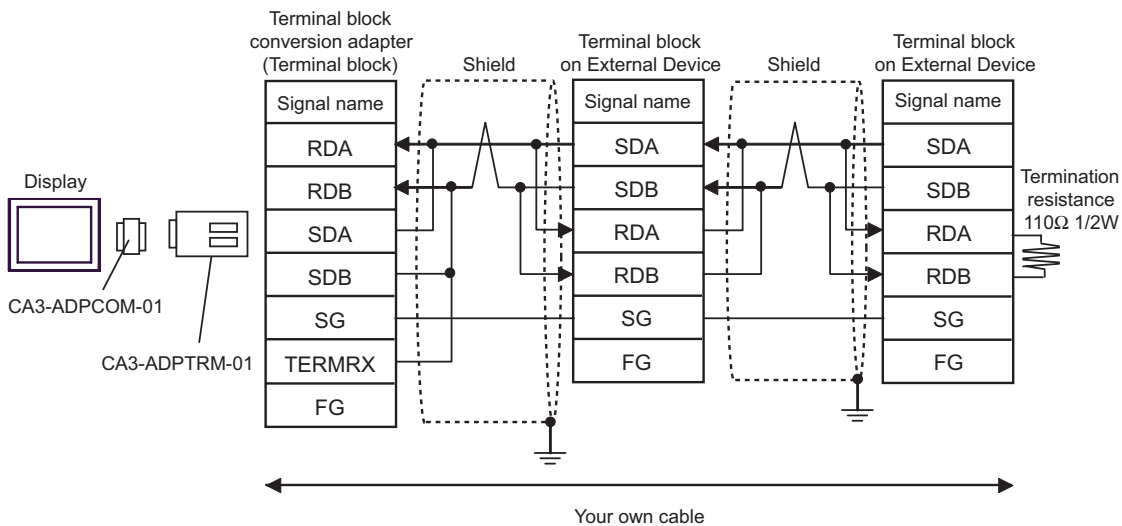 Terminal block
conversion adapter
(Terminal block)
Shield
Terminal block
on External Device
Shield
Terminal block
on External Device
Display
CA3-ADPCOM-01
CA3-ADPTRM-01
Signal name
RDA
RDB
SDA
SDB
SG
TERMRX
FG
Signal name
SDA
SDB
RDA
RDB
SG
FG
Signal name
SDA
SDB
RDA
RDB
SG
FG
Termination
resistance
110Ω 1/2W
Your own cable